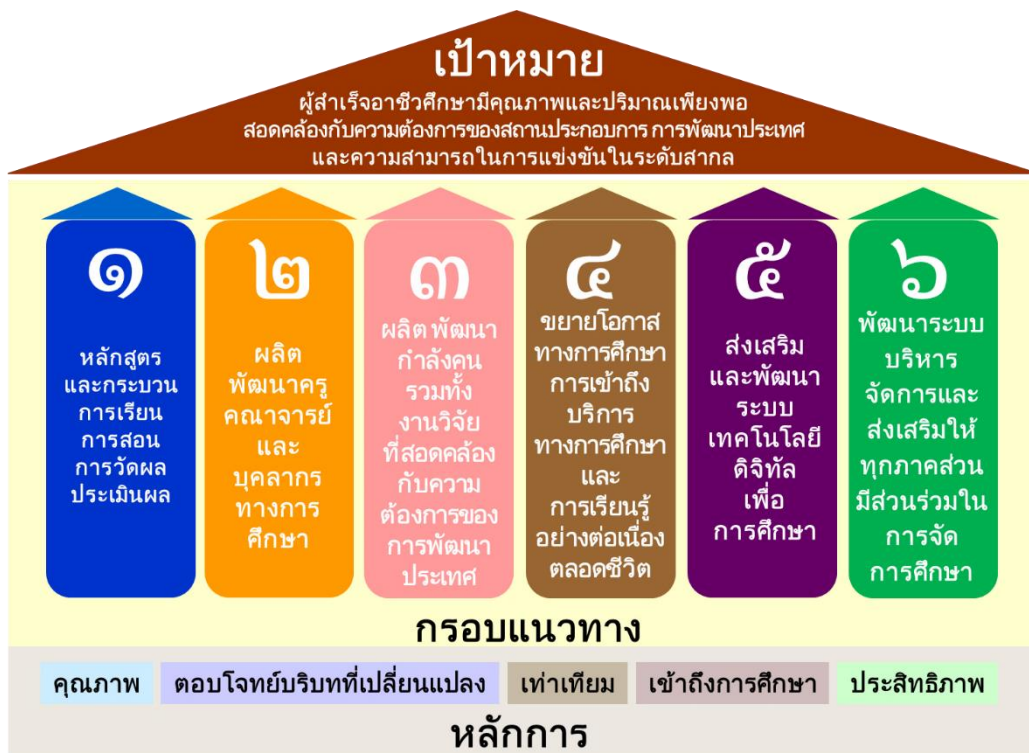 เป้าหมาย
ผู้สำเร็จอาชีวศึกษามีคุณภาพและปริมาณเพียงพอ
สอดคล้องกับความต้องการของสถานประกอบการ การพัฒนาประเทศ
และความสามารถในการแข่งขันในระดับสากล
๑
หลักสูตร
และกระบวน
การเรียน
การสอน
การวัดผล
ประเมินผล
๒
ผลิต
พัฒนาครู
คณาจารย์
และ
บุคลากร
ทางการ
ศึกษา
๓
ผลิต พัฒนา
กำลังคน
รวมทั้ง
งานวิจัย
ที่สอดคล้อง
กับความ
ต้องการของ
การพัฒนา
ประเทศ
๔
ขยายโอกาส
ทางการศึกษา
การเข้าถึง
บริการ
ทางการศึกษา
และ
การเรียนรู้
อย่างต่อเนื่อง
ตลอดชีวิต
๕
ส่งเสริม
และพัฒนา
ระบบ
เทคโนโลยี
ดิจิทัล
เพื่อ
การศึกษา
๖
พัฒนาระบบ
บริหาร
จัดการและ
ส่งเสริมให้
ทุกภาคส่วน
มีส่วนร่วมใน
การจัด
การศึกษา
กรอบแนวทาง
คุณภาพ ตอบโจทย์บริบทที่เปลี่ยนแปลง เท่าเทียม เข้าถึงการศึกษา ประสิทธิภาพ
หลักการ